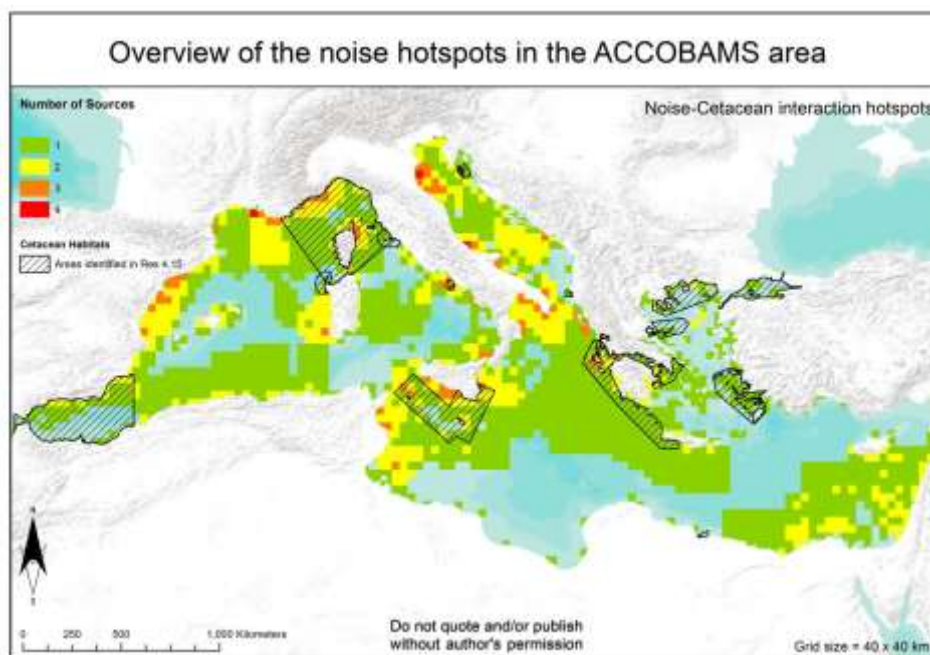 Overview of the noise hotspots in the ACCOBAMS area
Number of Sources
Noise-Cetacean interaction hotspots
1
2
3
Cetacean Habitats
Areas identified in Res 4.15
Do not quote and/or publish
without author's permission
0 250 500 1,000 Kilometers
Grid size = 40 x 40 km